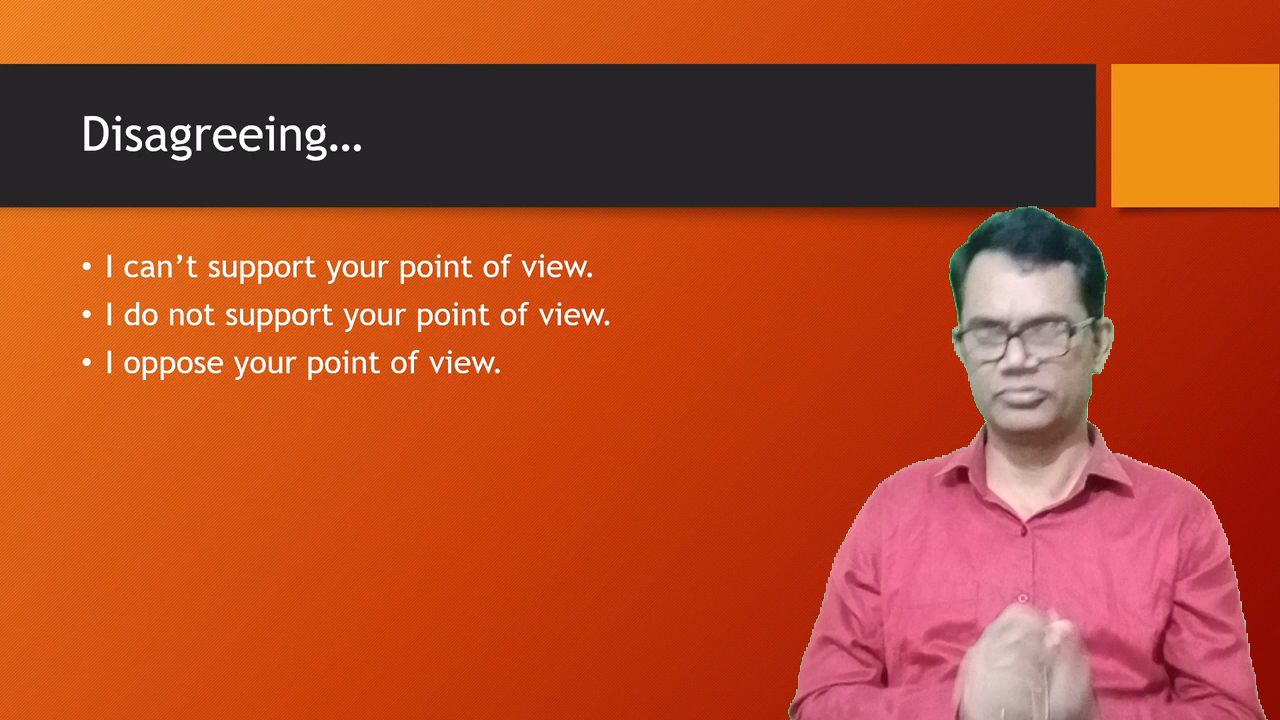 Disagreeing…
• I can’t support your point of view.
• I do not support your point of view.
• I oppose your point of view.